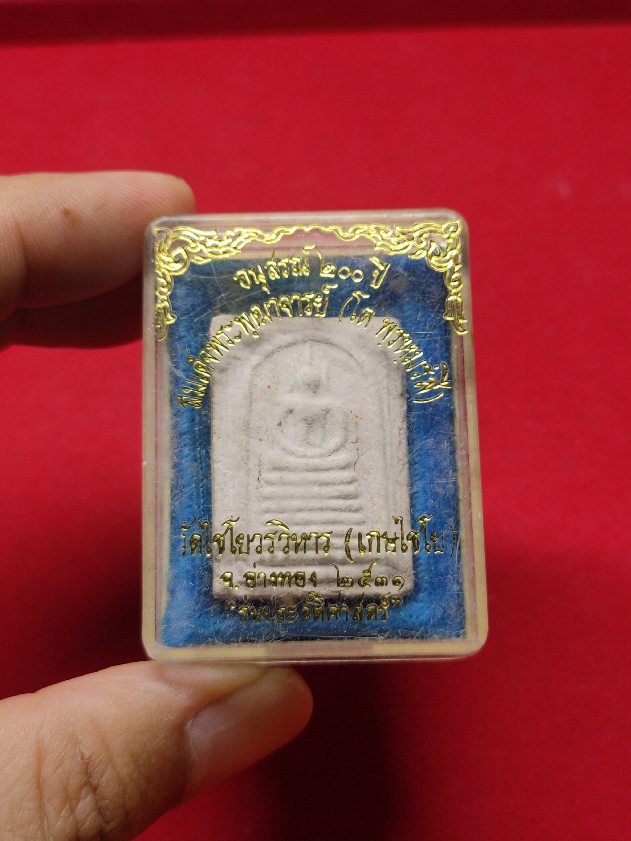 อนุสรณ์ ๒๐๐ ปี
สมเด็จพระพุฒาจารย์ (โต พรหมรังสี)
วัดไชโยวรวิหาร (เกษไชโย)
จ.อ่างทอง ๒๕๓๑
"รุ่นประวัติศาสตร์"